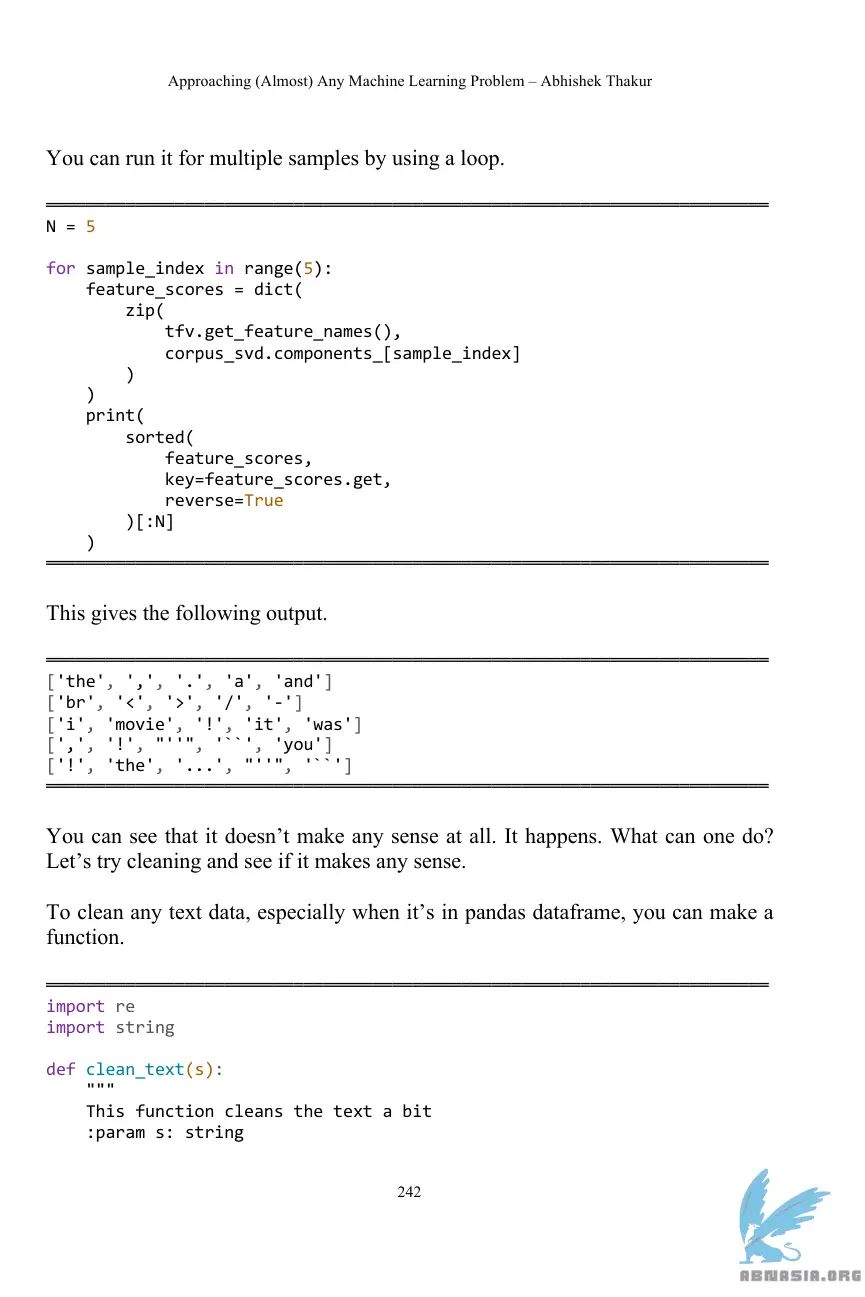 Approaching (Almost) Any Machine Learning Problem – Abhishek Thakur
You can run it for multiple samples by using a loop.
N = 5
for sample_index in range(5):
    feature_scores = dict(
        zip(
            tfv.get_feature_names(),
            corpus_svd.components_[sample_index]
        )
    )
    print(
        sorted(
            feature_scores,
            key=feature_scores.get,
            reverse=True
        )[:N]
    )
This gives the following output.
['the', ',', '.', 'a', 'and']
['br', '<', '>', '/', '-']
['i', 'movie', '!', 'it', 'was']
[',', '!', "''", '``', 'you']
['!', 'the', '...', "''", '``']
You can see that it doesn’t make any sense at all. It happens. What can one do?
Let’s try cleaning and see if it makes any sense.
To clean any text data, especially when it’s in pandas dataframe, you can make a
function.
import re
import string
def clean_text(s):
    """
    This function cleans the text a bit
    :param s: string
242
ABNASIA.ORG